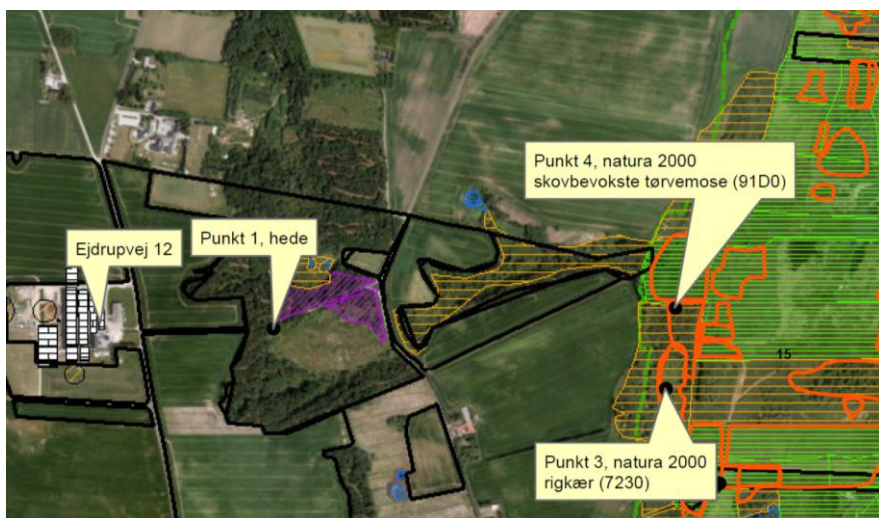 Punkt 4, natura 2000
skovbevokste tørvemose (91D0)
Punkt 1, hede
Ejdrupvej 12
15
Punkt 3, natura 2000
rigkær (7230)